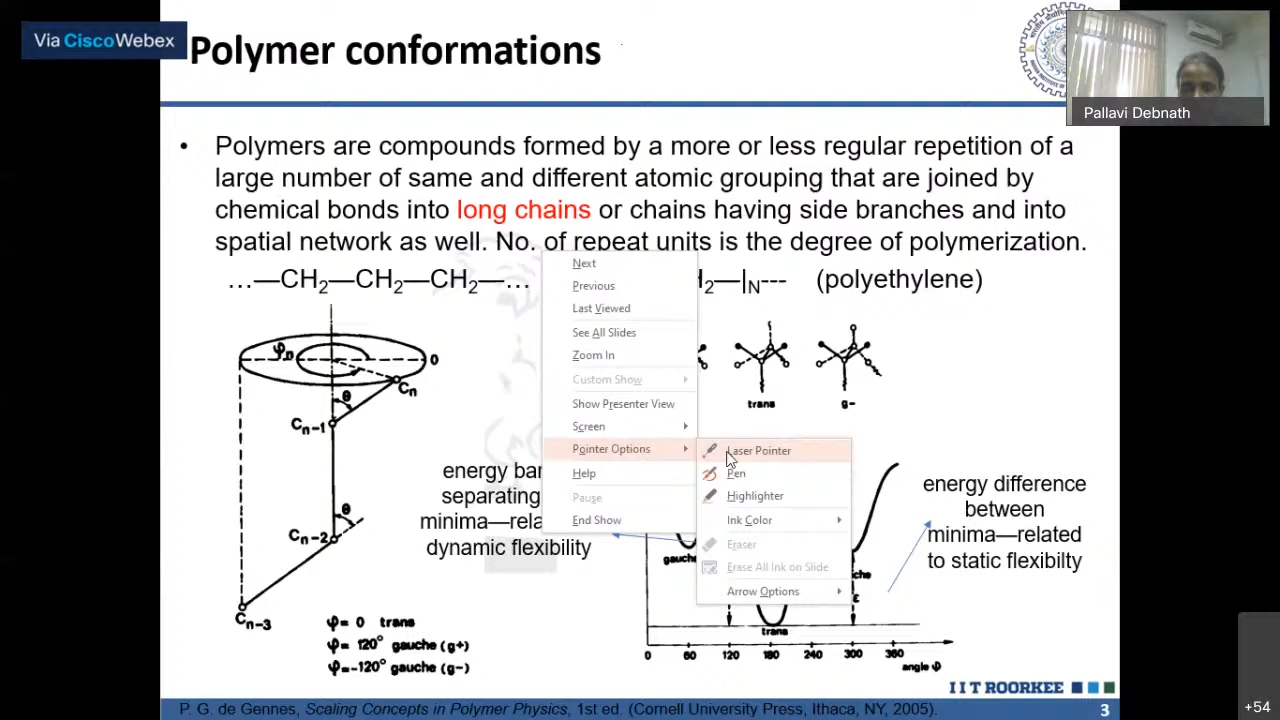 Via Cisco Webex
Polymer conformations
Pallavi Debnath
• Polymers are compounds formed by a more or less regular repetition of a
large number of same and different atomic grouping that are joined by
chemical bonds into long chains or chains having side branches and into
spatial network as well. No. of repeat units is the degree of polymerization.
…—CH₂—CH₂—CH₂—…
₂—|N--- (polyethylene)
Next
Previous
Last Viewed
See All Slides
Zoom In
Custom Show
Show Presenter View
Screen
Pointer Options
Help
Pause
End Show
Laser Pointer
Pen
Highlighter
Ink Color
Eraser
Erase All Ink on Slide
Arrow Options
φn
0
Cn
θ
Cn-1
θ
Cn-2
Cn-3
φ= 0 trans
φ= 120° gauche (g+)
φ=-120° gauche (g-)
trans
g-
energy
separating
minima—
dynamic flexibility
energy difference
between
minima—related
to static flexibilty
trans
ε
0 60 120 180 240 300 360
angle φ
IIT ROORKEE
P. G. de Gennes, Scaling Concepts in Polymer Physics, 1st ed. (Cornell University Press, Ithaca, NY, 2005).
3
+54